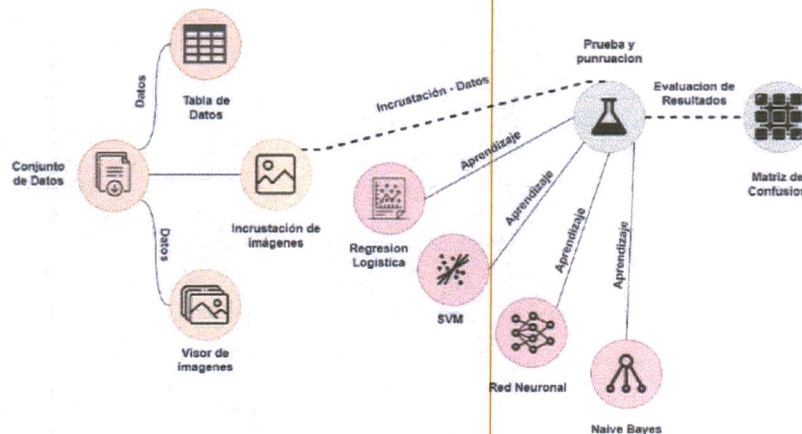 Datos
Tabla de
Datos
Conjunto
de Datos
Incrustación de
imágenes
Datos
Visor de
imagenes
Incrustación - Datos
Prueba y
punruacion
Evaluacion de
Resultados
Matriz de
Confusion
Aprendizaje
Regresion
Logistica
Aprendizaje
SVM
Aprendizaje
Red Neuronal
Aprendizaje
Naive Bayes